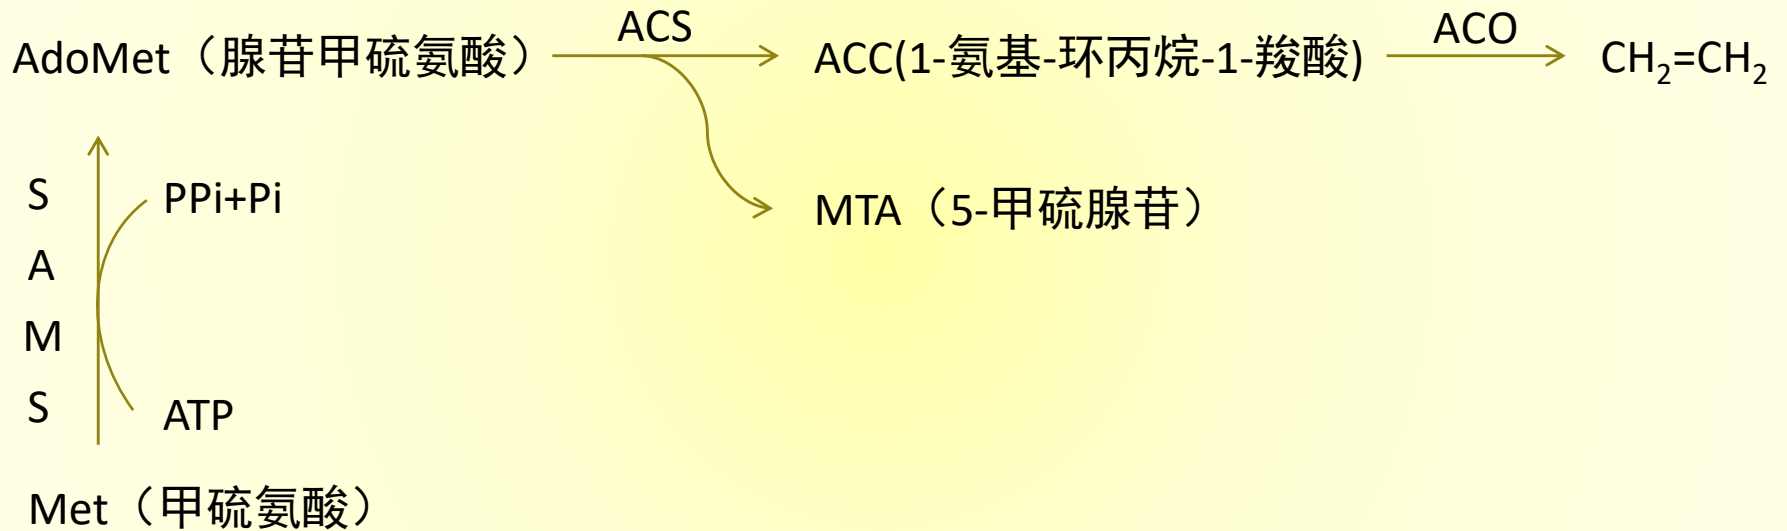 ACS
ACO
AdoMet（腺苷甲硫氨酸）
ACC(1-氨基-环丙烷-1-羧酸)
CH₂=CH₂
S
A
M
S
PPi+Pi
MTA（5-甲硫腺苷）
ATP
Met（甲硫氨酸）